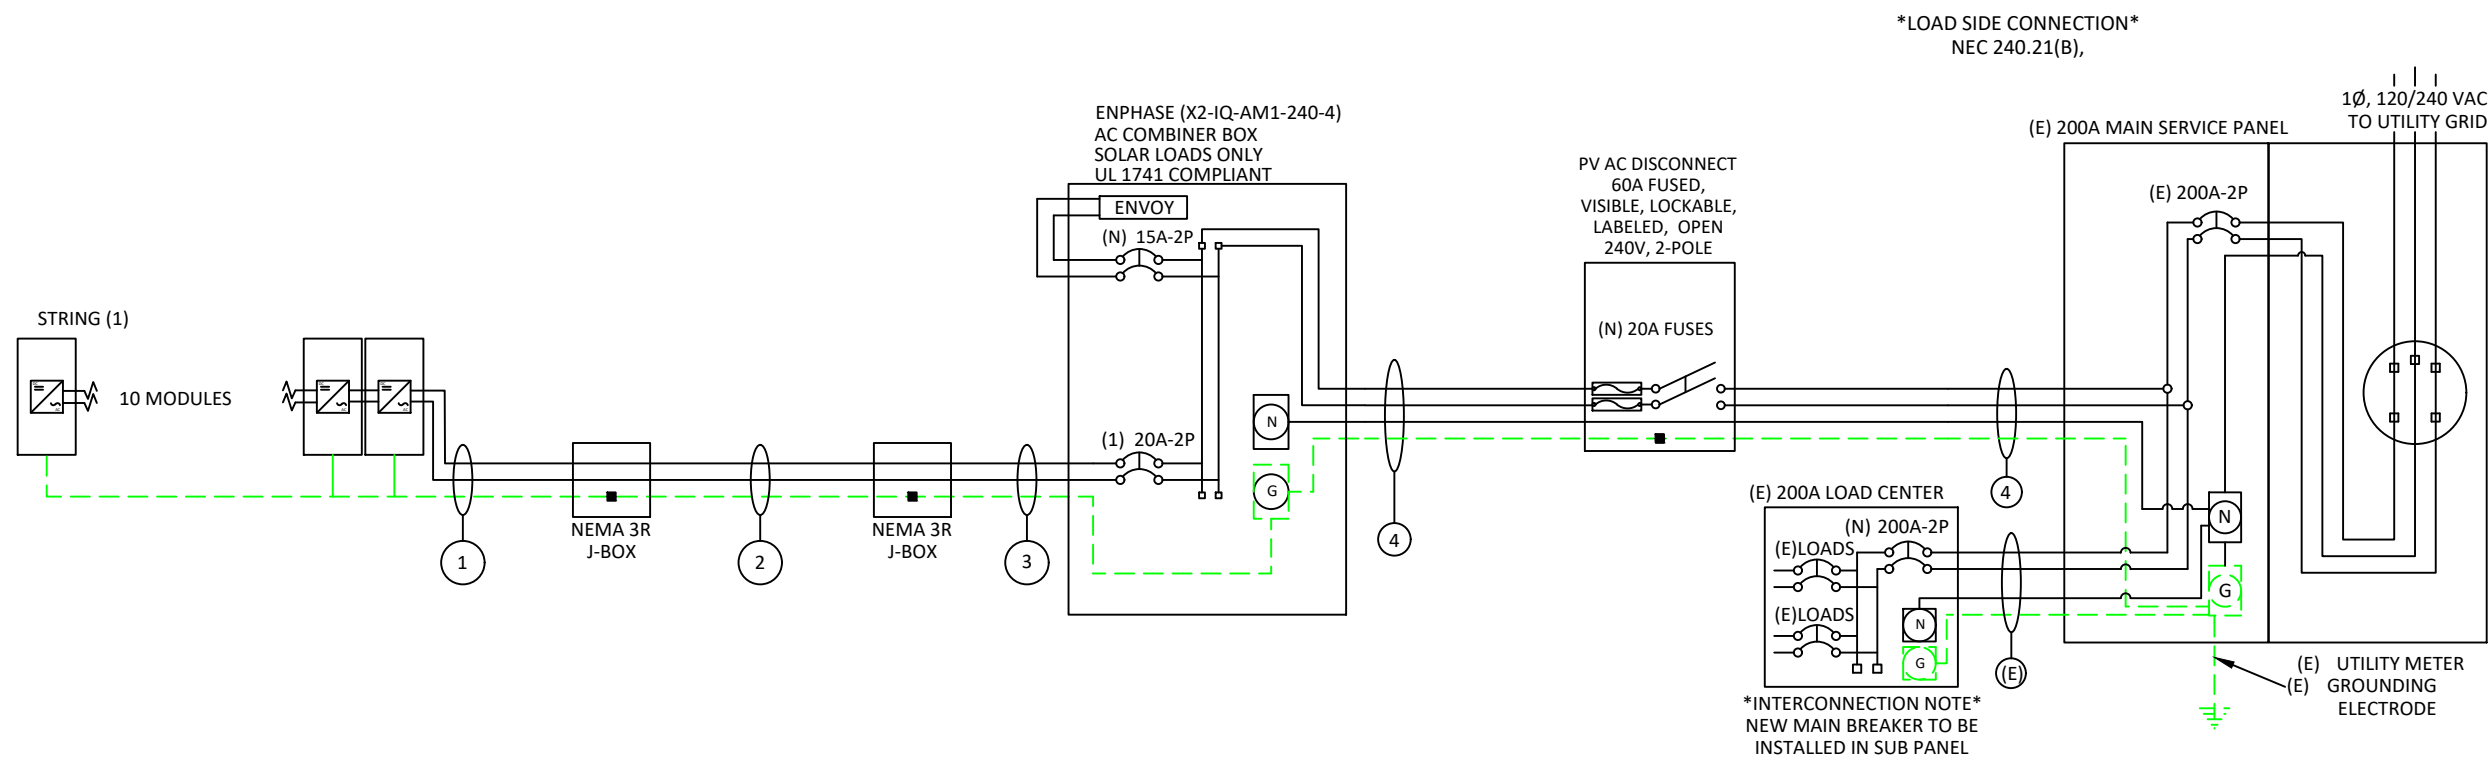 *LOAD SIDE CONNECTION*
NEC 240.21(B),
1Ø, 120/240 VAC
TO UTILITY GRID
(E) 200A MAIN SERVICE PANEL
(E) 200A-2P
ENPHASE (X2-IQ-AM1-240-4)
AC COMBINER BOX
SOLAR LOADS ONLY
UL 1741 COMPLIANT
ENVOY
(N) 15A-2P
(1) 20A-2P
N
G
PV AC DISCONNECT
60A FUSED,
VISIBLE, LOCKABLE,
LABELED, OPEN
240V, 2-POLE
(N) 20A FUSES
STRING (1)
10 MODULES
NEMA 3R
J-BOX
NEMA 3R
J-BOX
1
2
3
4
4
(E) 200A LOAD CENTER
(N) 200A-2P
(E)LOADS
(E)LOADS
N
G
(E)
N
G
*INTERCONNECTION NOTE*
NEW MAIN BREAKER TO BE
INSTALLED IN SUB PANEL
(E) UTILITY METER
(E) GROUNDING
ELECTRODE